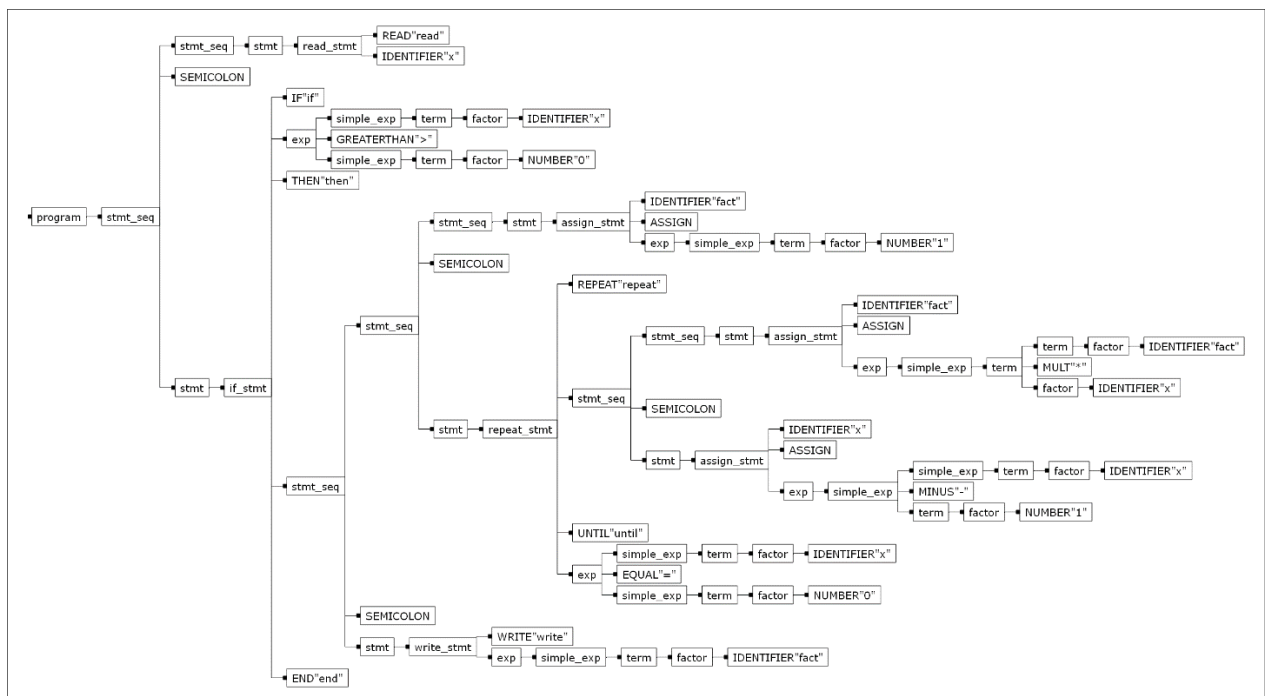 READ"read"
stmt_seq stmt read_stmt
IDENTIFIER"x"
SEMICOLON
IF"if"
simple_exp term factor IDENTIFIER"x"
exp GREATERTHAN">"
simple_exp term factor NUMBER"0"
THEN"then"
IDENTIFIER"fact"
program stmt_seq stmt_seq stmt assign_stmt ASSIGN
exp simple_exp term factor NUMBER"1"
SEMICOLON
REPEAT"repeat"
IDENTIFIER"fact"
stmt_seq ASSIGN
stmt_seq stmt assign_stmt
term factor IDENTIFIER"fact"
exp simple_exp term MULT"*"
stmt if_stmt factor IDENTIFIER"x"
stmt_seq
SEMICOLON
stmt repeat_stmt IDENTIFIER"x"
ASSIGN
stmt assign_stmt
simple_exp term factor IDENTIFIER"x"
stmt_seq exp simple_exp MINUS"-"
term factor NUMBER"1"
UNTIL"until"
simple_exp term factor IDENTIFIER"x"
exp EQUAL"="
simple_exp term factor NUMBER"0"
SEMICOLON
WRITE"write"
stmt write_stmt
exp simple_exp term factor IDENTIFIER"fact"
END"end"